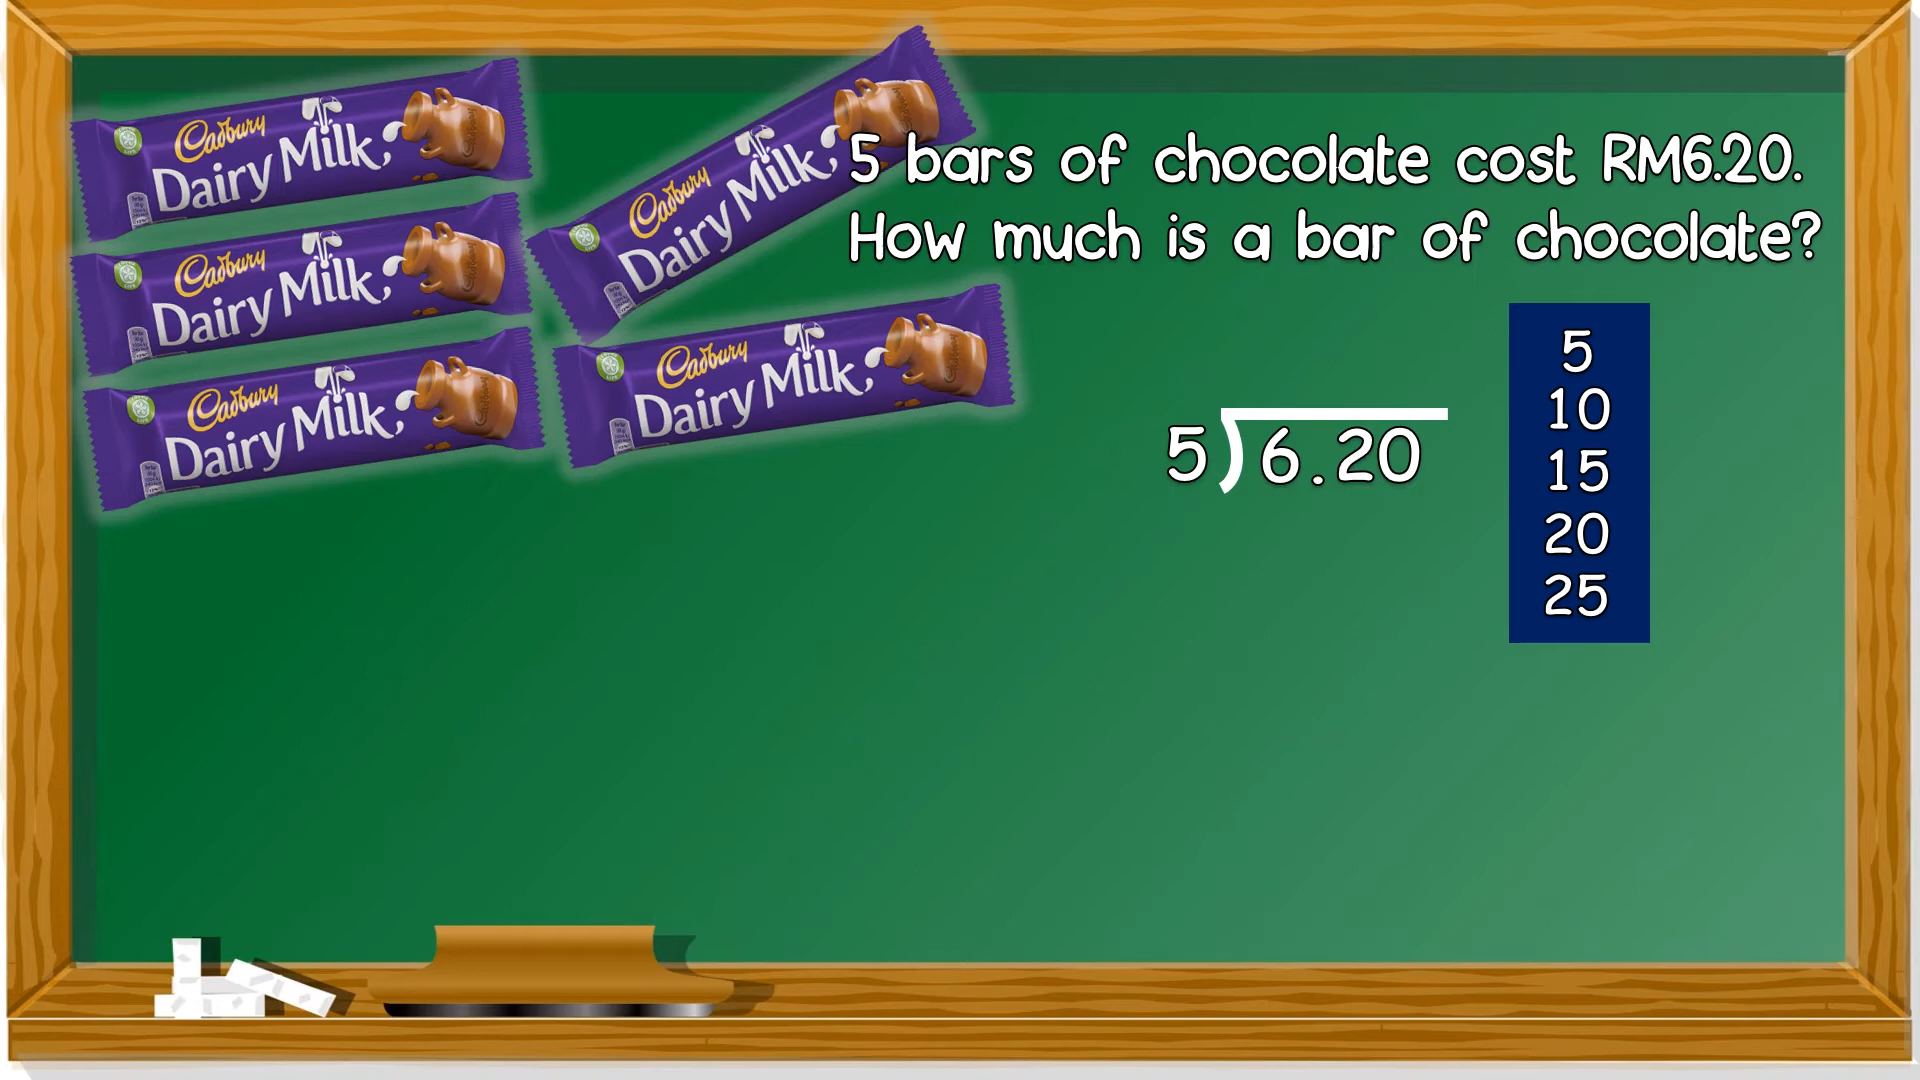 Cadbury
Dairy Milk
Cadbury
Dairy Milk
Cadbury
Dairy Milk
Cadbury
Dairy Milk
Cadbury
Dairy Milk
5 bars of chocolate cost RM6.20.
How much is a bar of chocolate?
5)6.20
5
10
15
20
25